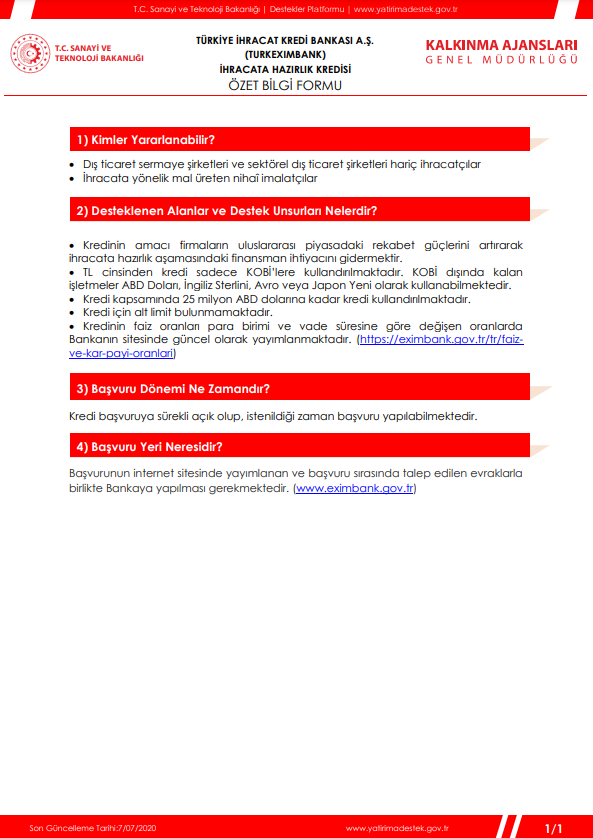 T.C. Sanayi ve Teknoloji Bakanlığı | Destekler Platformu | www.yatirimadestek.gov.tr
T.C. SANAYİ VE
TEKNOLOJİ BAKANLIĞI
TÜRKİYE İHRACAT KREDİ BANKASI A.Ş.
(TURKEXIMBANK)
İHRACATA HAZIRLIK KREDİSİ
ÖZET BİLGİ FORMU
KALKINMA AJANSLARI
GENEL MÜDÜRLÜĞÜ
1) Kimler Yararlanabilir?
• Dış ticaret sermaye şirketleri ve sektörel dış ticaret şirketleri hariç ihracatçılar
• İhracata yönelik mal üreten nihaî imalatçılar
2) Desteklenen Alanlar ve Destek Unsurları Nelerdir?
• Kredinin amacı firmaların uluslararası piyasadaki rekabet güçlerini artırarak
ihracata hazırlık aşamasındaki finansman ihtiyacını gidermektir.
• TL cinsinden kredi sadece KOBİ'lere kullandırılmaktadır. KOBİ dışında kalan
işletmeler ABD Doları, İngiliz Sterlini, Avro veya Japon Yeni olarak kullanabilmektedir.
• Kredi kapsamında 25 milyon ABD dolarına kadar kredi kullandırılmaktadır.
• Kredi için alt limit bulunmamaktadır.
• Kredinin faiz oranları para birimi ve vade süresine göre değişen oranlarda
Bankanın sitesinde güncel olarak yayımlanmaktadır. (https://eximbank.gov.tr/tr/faiz-
ve-kar-payi-oranlari)
3) Başvuru Dönemi Ne Zamandır?
Kredi başvuruya sürekli açık olup, istenildiği zaman başvuru yapılabilmektedir.
4) Başvuru Yeri Neresidir?
Başvurunun internet sitesinde yayımlanan ve başvuru sırasında talep edilen evraklarla
birlikte Bankaya yapılması gerekmektedir. (www.eximbank.gov.tr)
Son Güncelleme Tarihi:7/07/2020
www.yatirimadestek.gov.tr
1/1